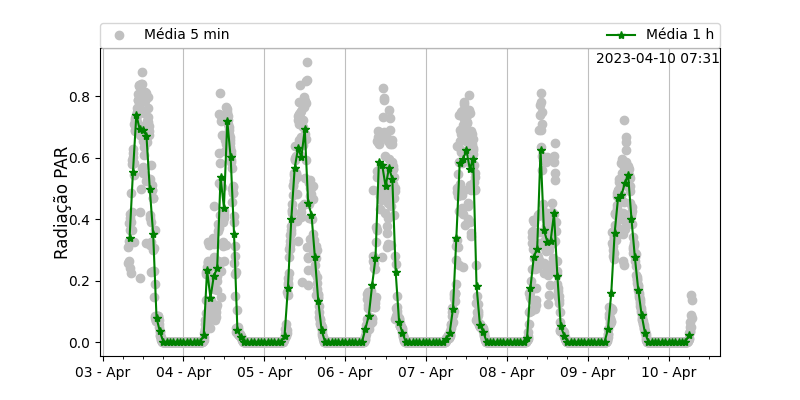 Média 5 min
Média 1 h
2023-04-10 07:31
Radiação PAR
0.8
0.6
0.4
0.2
0.0
03 - Apr
04 - Apr
05 - Apr
06 - Apr
07 - Apr
08 - Apr
09 - Apr
10 - Apr